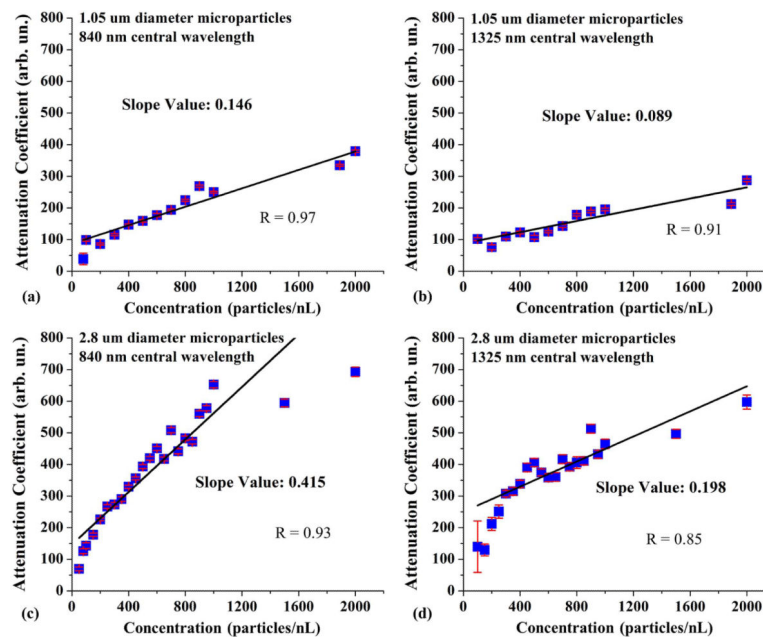 1.05 um diameter microparticles
840 nm central wavelength
Attenuation Coefficient (arb. un.)
800
700
600
500
400
300
200
100
0
Slope Value: 0.146
R = 0.97
0 400 800 1200 1600 2000
(a)
Concentration (particles/nL)
1.05 um diameter microparticles
1325 nm central wavelength
Attenuation Coefficient (arb. un.)
800
700
600
500
400
300
200
100
0
Slope Value: 0.089
R = 0.91
0 400 800 1200 1600 2000
(b)
Concentration (particles/nL)
2.8 um diameter microparticles
840 nm central wavelength
Attenuation Coefficient (arb. un.)
800
700
600
500
400
300
200
100
0
Slope Value: 0.415
R = 0.93
0 400 800 1200 1600 2000
(c)
Concentration (particles/nL)
2.8 um diameter microparticles
1325 nm central wavelength
Attenuation Coefficient (arb. un.)
800
700
600
500
400
300
200
100
0
Slope Value: 0.198
R = 0.85
0 400 800 1200 1600 2000
(d)
Concentration (particles/nL)